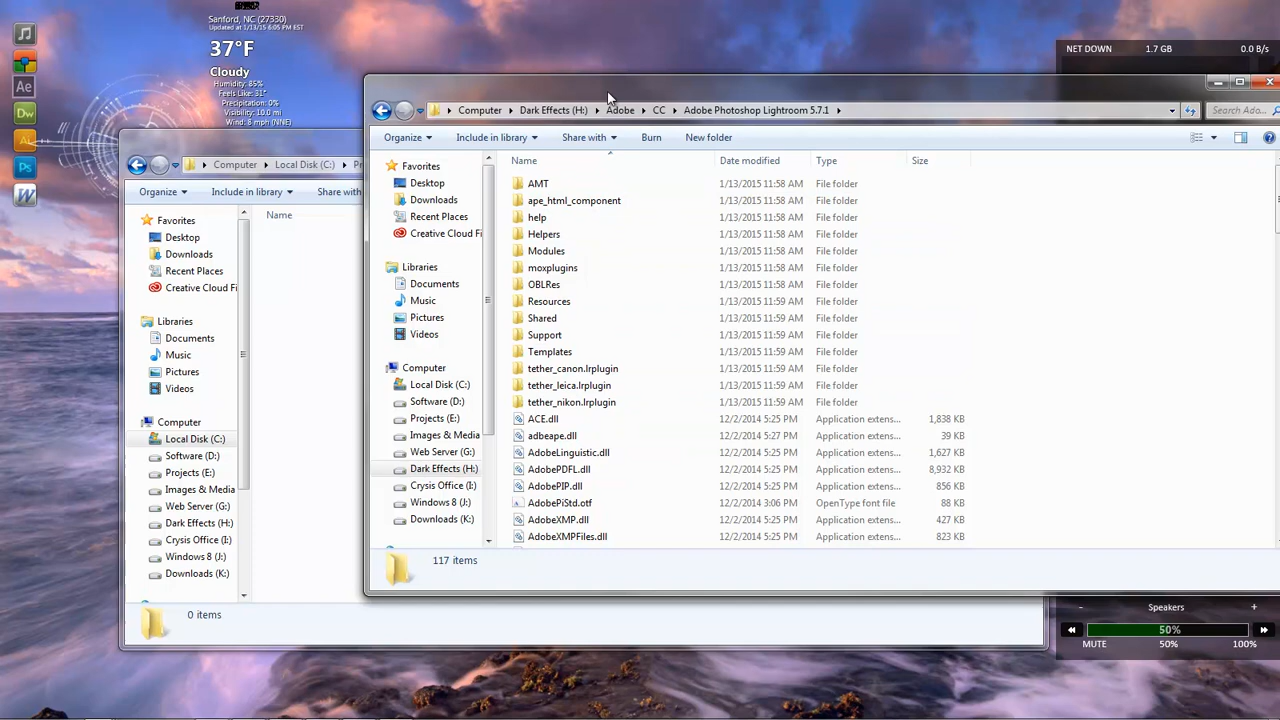 Sanford, NC (27330)
Updated at 1/13/15 6:05 PM EST
37°F
Cloudy
Humidity: 85%
Feels Like: 31°
Precipitation: 0%
Visibility: 10.0 mi
Wind: 8 mph (NNE)
Ae
Dw
Ai
Ps
W
NET DOWN 1.7 GB 0.0 B/s
Computer Dark Effects (H:) Adobe CC Adobe Photoshop Lightroom 5.7.1
Search Ado...
Organize Include in library Share with Burn New folder
Name Date modified Type Size
Favorites
Desktop
Downloads
Recent Places
Creative Cloud Fi
Libraries
Documents
Music
Pictures
Videos
Computer
Local Disk (C:)
Software (D:)
Projects (E:)
Images & Media
Web Server (G:)
Dark Effects (H:)
Crysis Office (I:)
Windows 8 (J:)
Downloads (K:)
AMT 1/13/2015 11:58 AM File folder
ape_html_component 1/13/2015 11:58 AM File folder
help 1/13/2015 11:58 AM File folder
Helpers 1/13/2015 11:58 AM File folder
Modules 1/13/2015 11:58 AM File folder
moxplugins 1/13/2015 11:58 AM File folder
OBLRes 1/13/2015 11:58 AM File folder
Resources 1/13/2015 11:59 AM File folder
Shared 1/13/2015 11:59 AM File folder
Support 1/13/2015 11:59 AM File folder
Templates 1/13/2015 11:59 AM File folder
tether_canon.lrplugin 1/13/2015 11:59 AM File folder
tether_leica.lrplugin 1/13/2015 11:59 AM File folder
tether_nikon.lrplugin 1/13/2015 11:59 AM File folder
ACE.dll 12/2/2014 5:25 PM Application extens... 1,838 KB
adbeape.dll 12/2/2014 5:27 PM Application extens... 39 KB
AdobeLinguistic.dll 12/2/2014 5:25 PM Application extens... 1,627 KB
AdobePDFL.dll 12/2/2014 5:25 PM Application extens... 8,932 KB
AdobePIP.dll 12/2/2014 5:25 PM Application extens... 856 KB
AdobePiStd.otf 12/2/2014 3:06 PM OpenType font file 88 KB
AdobeXMP.dll 12/2/2014 5:25 PM Application extens... 427 KB
AdobeXMPFiles.dll 12/2/2014 5:25 PM Application extens... 823 KB
117 items
Computer Local Disk (C:) Pr
Organize Include in library Share with
Name
Favorites
Desktop
Downloads
Recent Places
Creative Cloud Fi
Libraries
Documents
Music
Pictures
Videos
Computer
Local Disk (C:)
Software (D:)
Projects (E:)
Images & Media
Web Server (G:)
Dark Effects (H:)
Crysis Office (I:)
Windows 8 (J:)
Downloads (K:)
0 items
- Speakers +
50%
MUTE 50% 100%